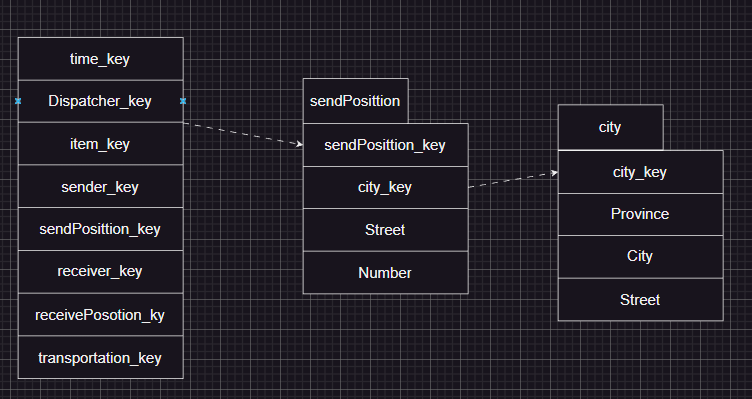 time_key
Dispatcher_key
item_key
sender_key
sendPosittion_key
receiver_key
receivePosotion_ky
transportation_key
sendPosittion
sendPosittion_key
city_key
Street
Number
city
city_key
Province
City
Street